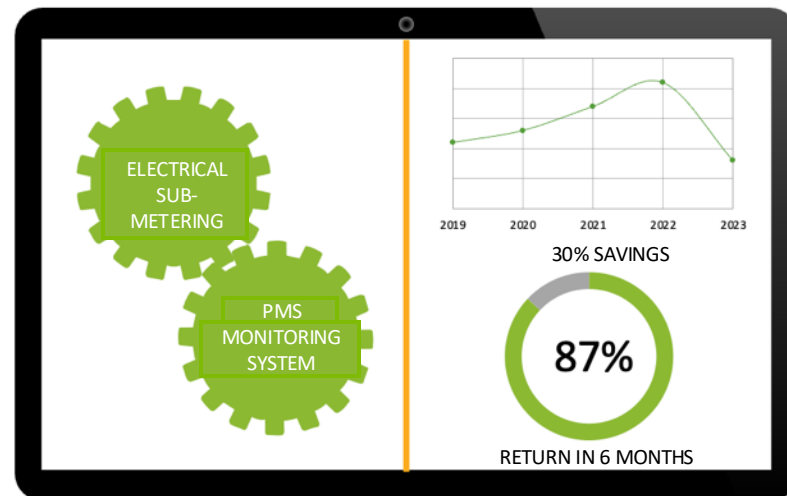 ELECTRICAL
SUB-
METERING
PMS
MONITORING
SYSTEM
2019 2020 2021 2022 2023
30% SAVINGS
87%
RETURN IN 6 MONTHS